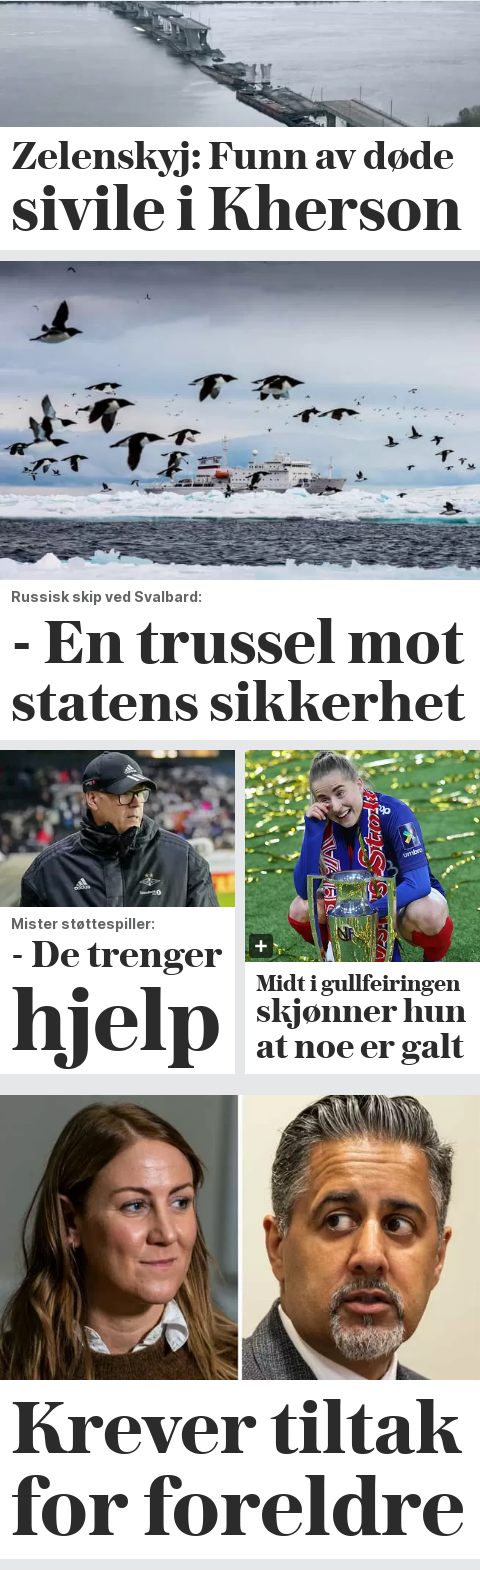 Zelenskyj: Funn av døde
sivile i Kherson
Russisk skip ved Svalbard:
- En trussel mot
statens sikkerhet
Mister støttespiller:
- De trenger
hjelp
Midt i gullfeiringen
skjønner hun
at noe er galt
Krever tiltak
for foreldre